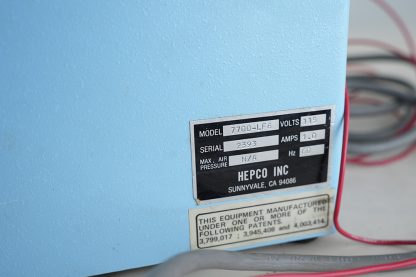 MODEL 7700-LF6 VOLTS 115
SERIAL 2393 AMPS 1.0
MAX. AIR PRESSURE N/A Hz 60
HEPCO INC
SUNNYVALE, CA 94086
THIS EQUIPMENT MANUFACTURED
UNDER ONE OR MORE OF THE
FOLLOWING PATENTS.
3,799,017 ; 3,945,408 and 4,003,414